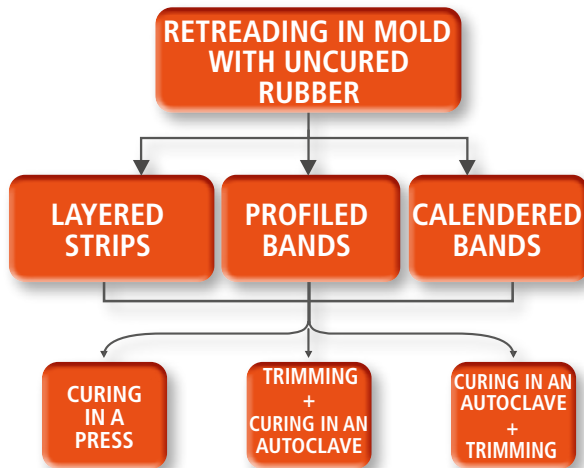 RETREADING IN MOLD
WITH UNCURED
RUBBER
LAYERED
STRIPS
PROFILED
BANDS
CALENDERED
BANDS
CURING
IN A
PRESS
TRIMMING
+
CURING IN AN
AUTOCLAVE
CURING IN AN
AUTOCLAVE
+
TRIMMING